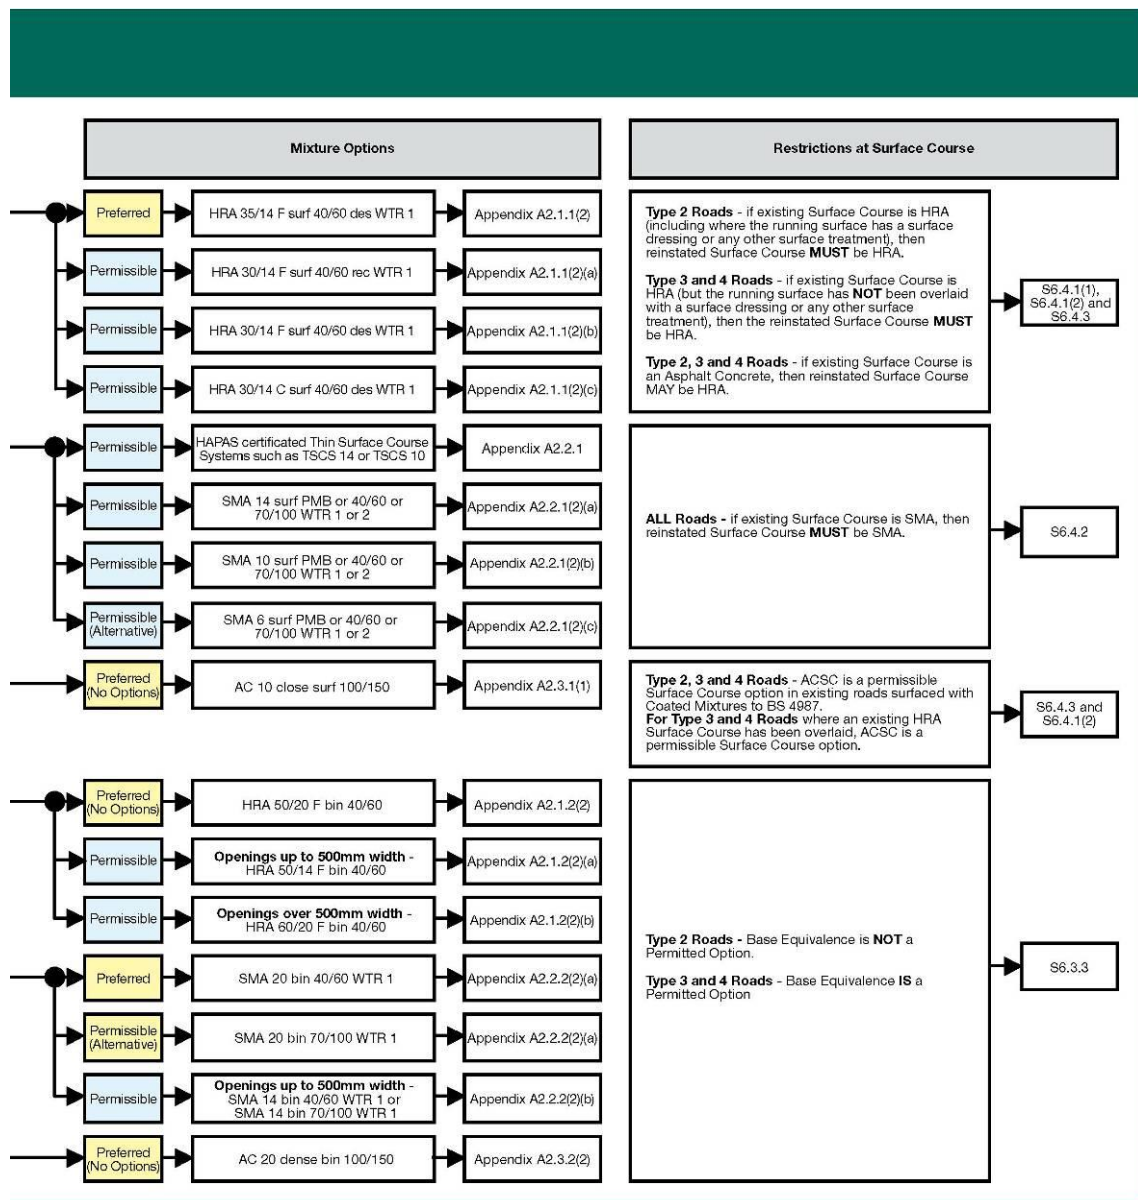 Mixture Options
Restrictions at Surface Course
Preferred
HRA 35/14 F surf 40/60 des WTR 1
Appendix A2.1.1(2)
Permissible
HRA 30/14 F surf 40/60 rec WTR 1
Appendix A2.1.1(2)(a)
Permissible
HRA 30/14 F surf 40/60 des WTR 1
Appendix A2.1.1(2)(b)
Permissible
HRA 30/14 C surf 40/60 des WTR 1
Appendix A2.1.1(2)(c)
Type 2 Roads - if existing Surface Course is HRA
(including where the running surface has a surface
dressing or any other surface treatment), then
reinstated Surface Course MUST be HRA.
Type 3 and 4 Roads - if existing Surface Course is
HRA (but the running surface has NOT been overlaid
with a surface dressing or any other surface
treatment), then the reinstated Surface Course MUST
be HRA.
Type 2, 3 and 4 Roads - if existing Surface Course is
an Asphalt Concrete, then reinstated Surface Course
MAY be HRA.
S6.4.1(1),
S6.4.1(2) and
S6.4.3
Permissible
HAPAS certificated Thin Surface Course
Systems such as TSCS 14 or TSCS 10
Appendix A2.2.1
Permissible
SMA 14 surf PMB or 40/60 or
70/100 WTR 1 or 2
Appendix A2.2.1(2)(a)
Permissible
SMA 10 surf PMB or 40/60 or
70/100 WTR 1 or 2
Appendix A2.2.1(2)(b)
Permissible
(Alternative)
SMA 6 surf PMB or 40/60 or
70/100 WTR 1 or 2
Appendix A2.2.1(2)(c)
ALL Roads - if existing Surface Course is SMA, then
reinstated Surface Course MUST be SMA.
S6.4.2
Preferred
(No Options)
AC 10 close surf 100/150
Appendix A2.3.1(1)
Type 2, 3 and 4 Roads - ACSC is a permissible
Surface Course option in existing roads surfaced with
Coated Mixtures to BS 4987.
For Type 3 and 4 Roads where an existing HRA
Surface Course has been overlaid, ACSC is a
permissible Surface Course option.
S6.4.3 and
S6.4.1(2)
Preferred
(No Options)
HRA 50/20 F bin 40/60
Appendix A2.1.2(2)
Permissible
Openings up to 500mm width -
HRA 50/14 F bin 40/60
Appendix A2.1.2(2)(a)
Permissible
Openings over 500mm width -
HRA 60/20 F bin 40/60
Appendix A2.1.2(2)(b)
Preferred
SMA 20 bin 40/60 WTR 1
Appendix A2.2.2(2)(a)
Permissible
(Alternative)
SMA 20 bin 70/100 WTR 1
Appendix A2.2.2(2)(a)
Permissible
Openings up to 500mm width -
SMA 14 bin 40/60 WTR 1 or
SMA 14 bin 70/100 WTR 1
Appendix A2.2.2(2)(b)
Preferred
(No Options)
AC 20 dense bin 100/150
Appendix A2.3.2(2)
Type 2 Roads - Base Equivalence is NOT a
Permitted Option.
Type 3 and 4 Roads - Base Equivalence IS a
Permitted Option
S6.3.3